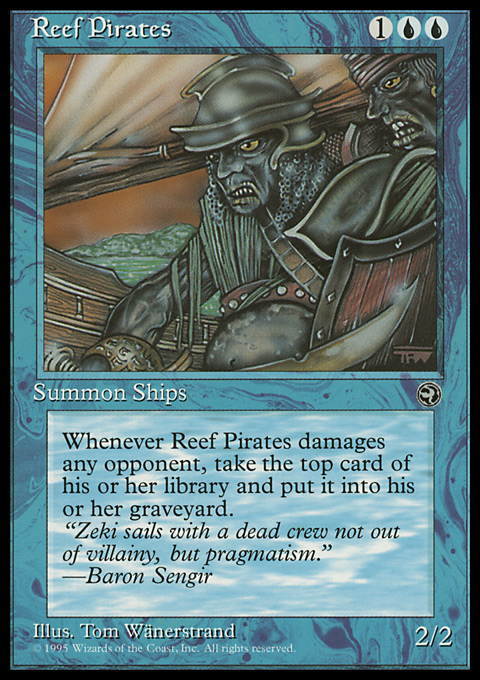 Reef Pirates
1
TFW
Summon Ships
Whenever Reef Pirates damages
any opponent, take the top card of
his or her library and put it into his
or her graveyard.
“Zeki sails with a dead crew not out
of villainy, but pragmatism.”
—Baron Sengir
Illus. Tom Wänerstrand
2/2
© 1995 Wizards of the Coast, Inc. All rights reserved.